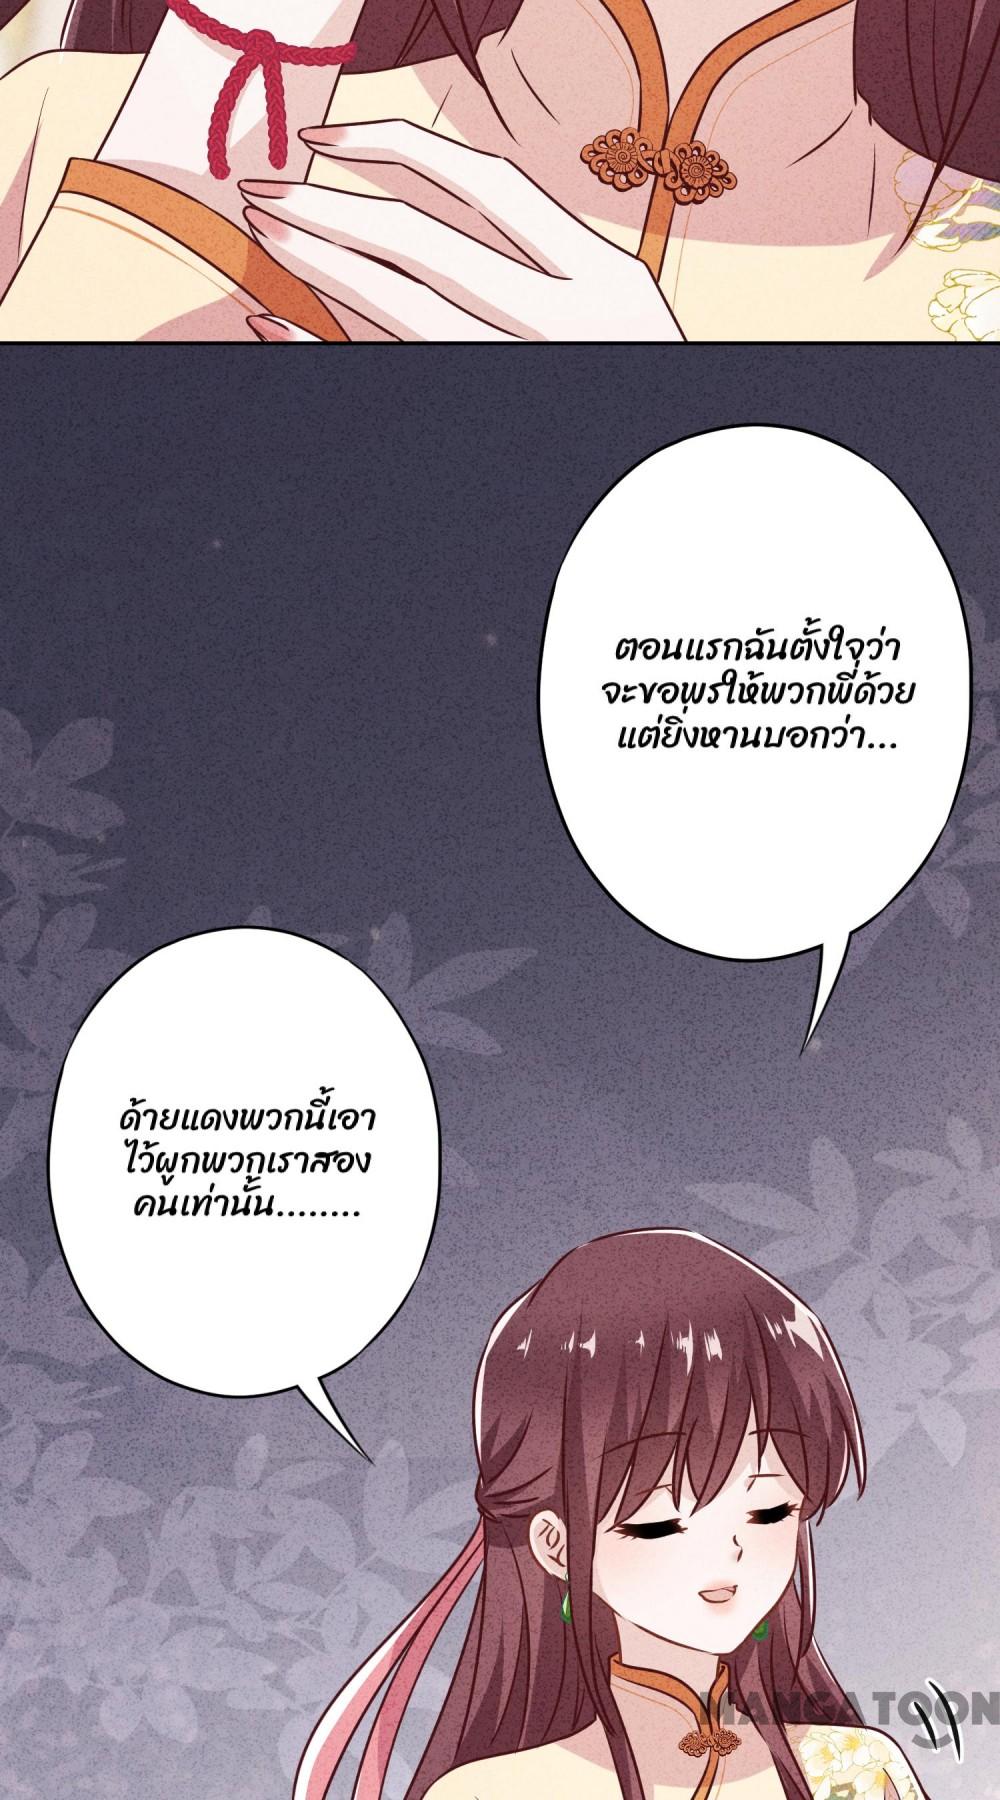 ตอนแรกฉันตั้งใจว่า
จะขอพรให้พวกพี่ด้วย
แต่ยิ่งหานบอกว่า...
ด้ายแดงพวกนี้เอา
ไว้ผูกพวกเราสอง
คนเท่านั้น........
MANGATOON